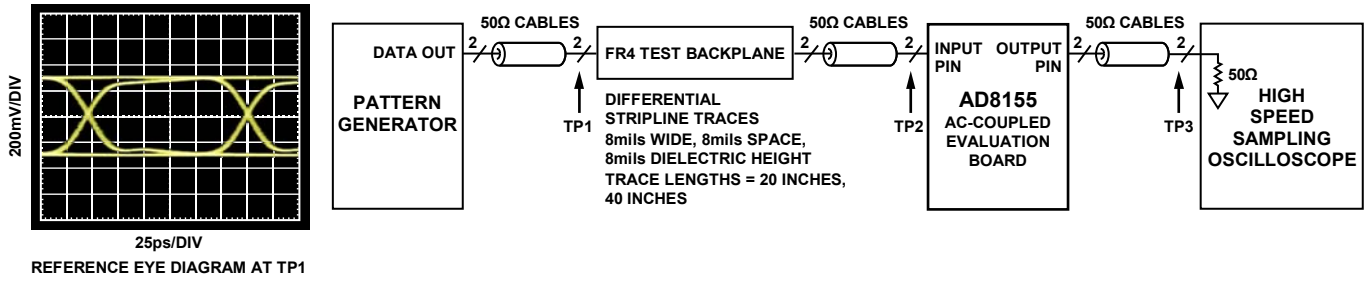 200mV/DIV
25ps/DIV
REFERENCE EYE DIAGRAM AT TP1
DATA OUT
PATTERN
GENERATOR
50Ω CABLES
2
2
TP1
FR4 TEST BACKPLANE
DIFFERENTIAL
STRIPLINE TRACES
8mils WIDE, 8mils SPACE,
8mils DIELECTRIC HEIGHT
TRACE LENGTHS = 20 INCHES,
40 INCHES
50Ω CABLES
2
2
TP2
INPUT
PIN
OUTPUT
PIN
AD8155
AC-COUPLED
EVALUATION
BOARD
50Ω CABLES
2
2
TP3
50Ω
HIGH
SPEED
SAMPLING
OSCILLOSCOPE